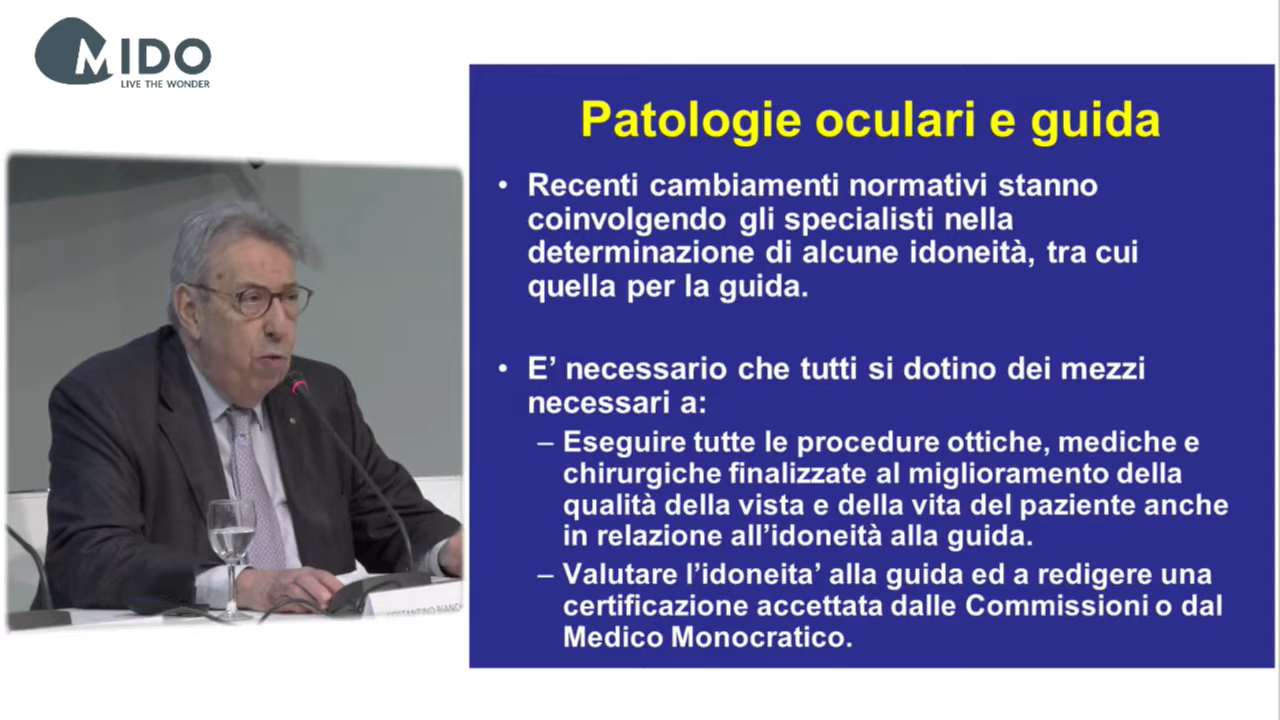 MIDO
LIVE THE WONDER
Patologie oculari e guida
• Recenti cambiamenti normativi stanno
coinvolgendo gli specialisti nella
determinazione di alcune idoneità, tra cui
quella per la guida.
• E’ necessario che tutti si dotino dei mezzi
necessari a:
– Eseguire tutte le procedure ottiche, mediche e
chirurgiche finalizzate al miglioramento della
qualità della vista e della vita del paziente anche
in relazione all’idoneità alla guida.
– Valutare l’idoneita’ alla guida ed a redigere una
certificazione accettata dalle Commissioni o dal
Medico Monocratico.
COSTANTINO